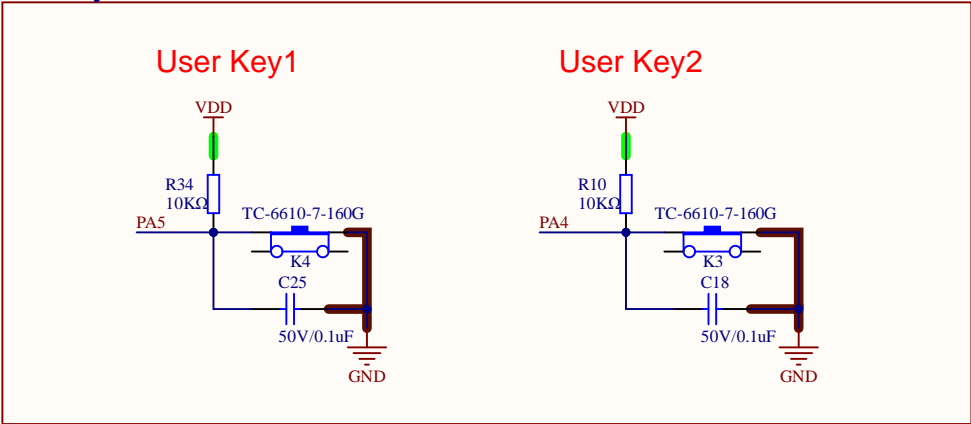 User Key1
VDD
R34
10KΩ
TC-6610-7-160G
PA5
K4
C25
50V/0.1uF
GND
User Key2
VDD
R10
10KΩ
TC-6610-7-160G
PA4
K3
C18
50V/0.1uF
GND